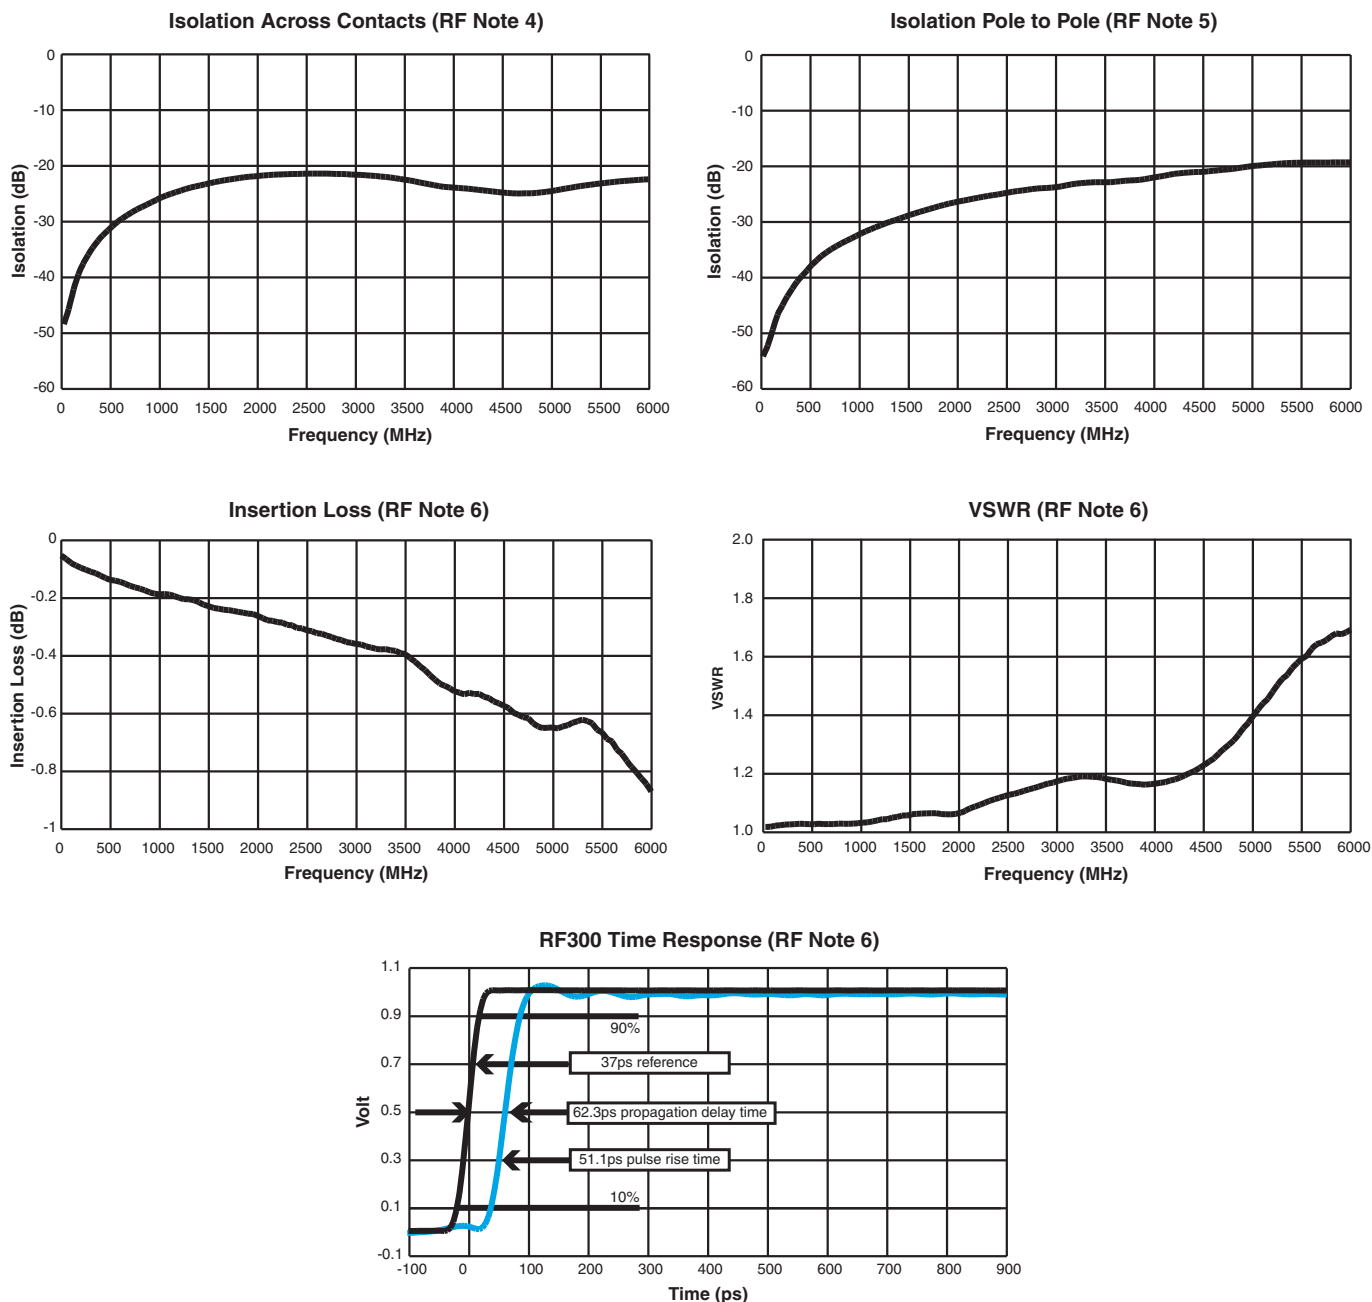 Isolation Across Contacts (RF Note 4)
0
-10
-20
-30
-40
-50
-60
Isolation (dB)
0 500 1000 1500 2000 2500 3000 3500 4000 4500 5000 5500 6000
Frequency (MHz)
Isolation Pole to Pole (RF Note 5)
0
-10
-20
-30
-40
-50
-60
Isolation (dB)
0 500 1000 1500 2000 2500 3000 3500 4000 4500 5000 5500 6000
Frequency (MHz)
Insertion Loss (RF Note 6)
0
-0.2
-0.4
-0.6
-0.8
-1
Insertion Loss (dB)
0 500 1000 1500 2000 2500 3000 3500 4000 4500 5000 5500 6000
Frequency (MHz)
VSWR (RF Note 6)
2.0
1.8
1.6
1.4
1.2
1.0
VSWR
0 500 1000 1500 2000 2500 3000 3500 4000 4500 5000 5500 6000
Frequency (MHz)
RF300 Time Response (RF Note 6)
1.1
0.9
0.7
0.5
0.3
0.1
-0.1
Volt
90%
37ps reference
62.3ps propagation delay time
51.1ps pulse rise time
10%
-100 0 100 200 300 400 500 600 700 800 900
Time (ps)